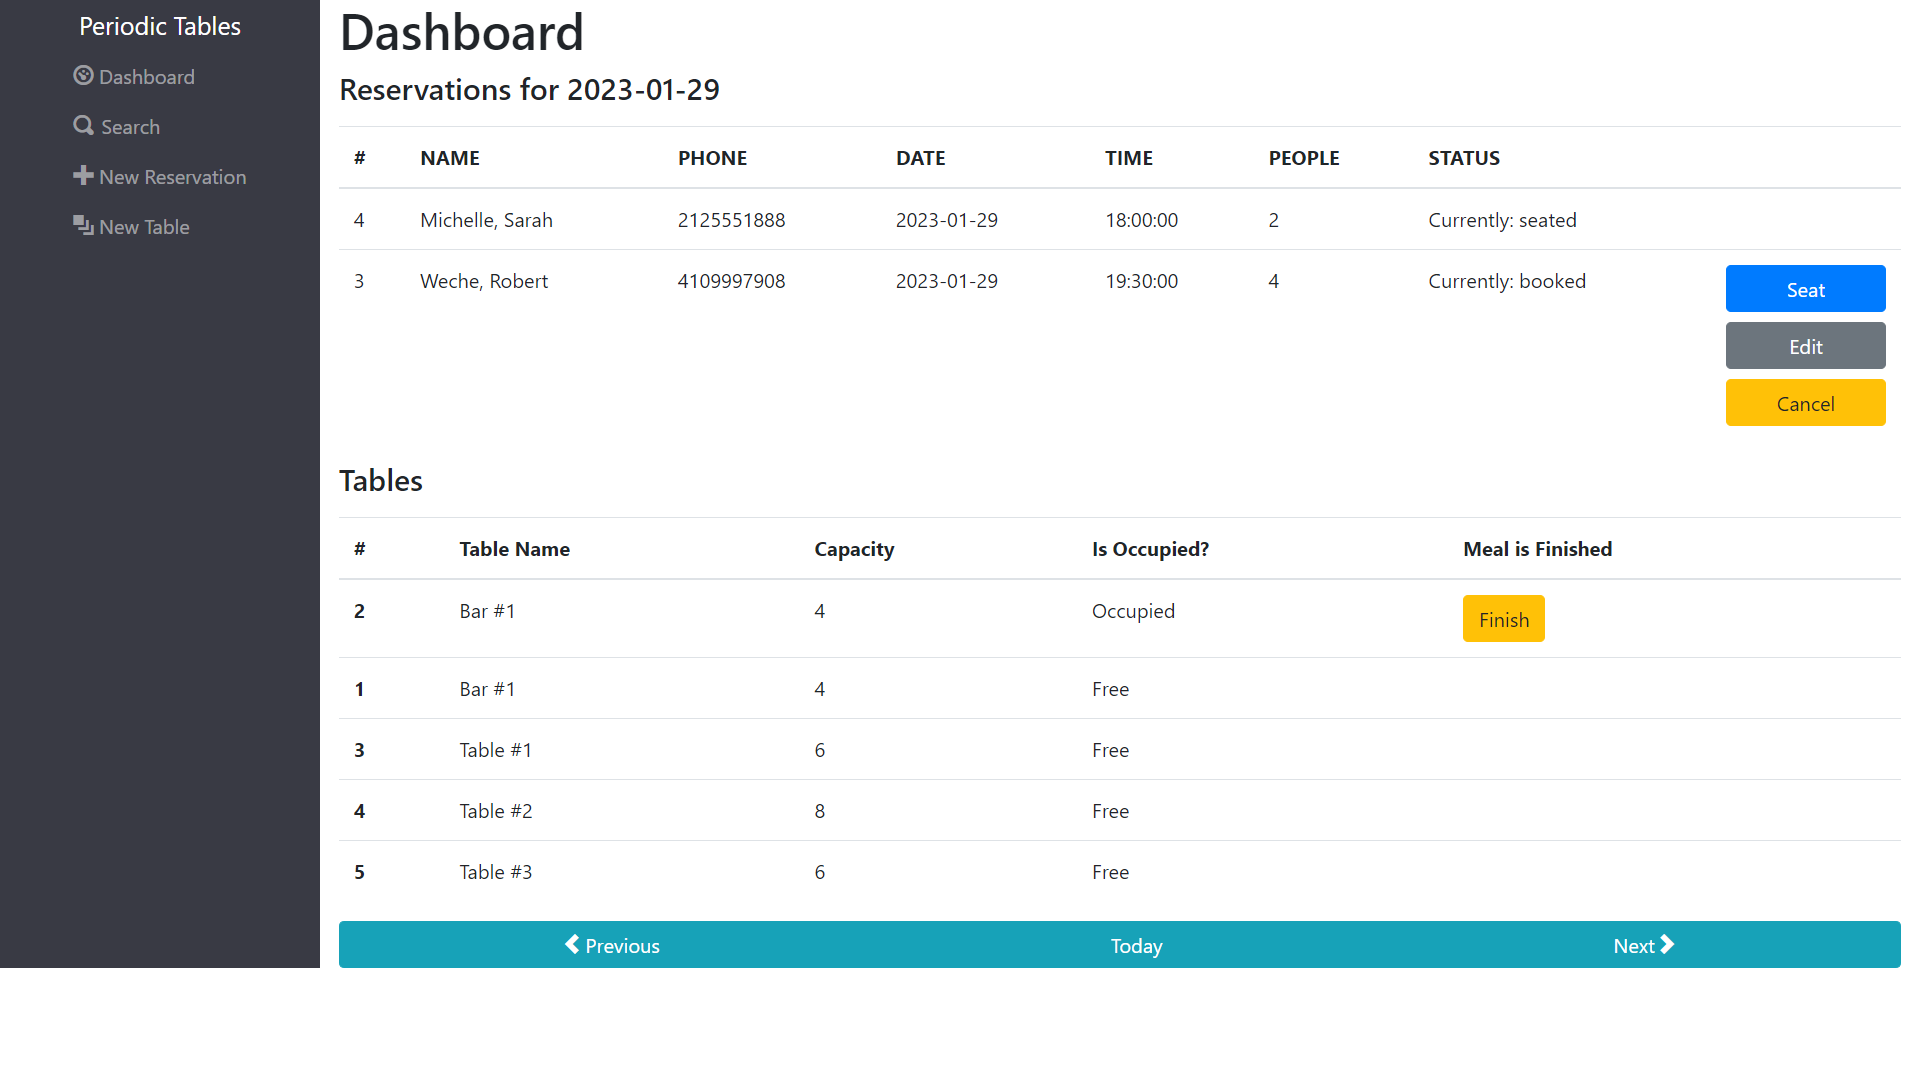 Periodic Tables
Dashboard
Search
New Reservation
New Table
Dashboard
Reservations for 2023-01-29
# NAME PHONE DATE TIME PEOPLE STATUS
4 Michelle, Sarah 2125551888 2023-01-29 18:00:00 2 Currently: seated
3 Weche, Robert 4109997908 2023-01-29 19:30:00 4 Currently: booked Seat
Edit
Cancel
Tables
# Table Name Capacity Is Occupied? Meal is Finished
2 Bar #1 4 Occupied Finish
1 Bar #1 4 Free
3 Table #1 6 Free
4 Table #2 8 Free
5 Table #3 6 Free
Previous Today Next